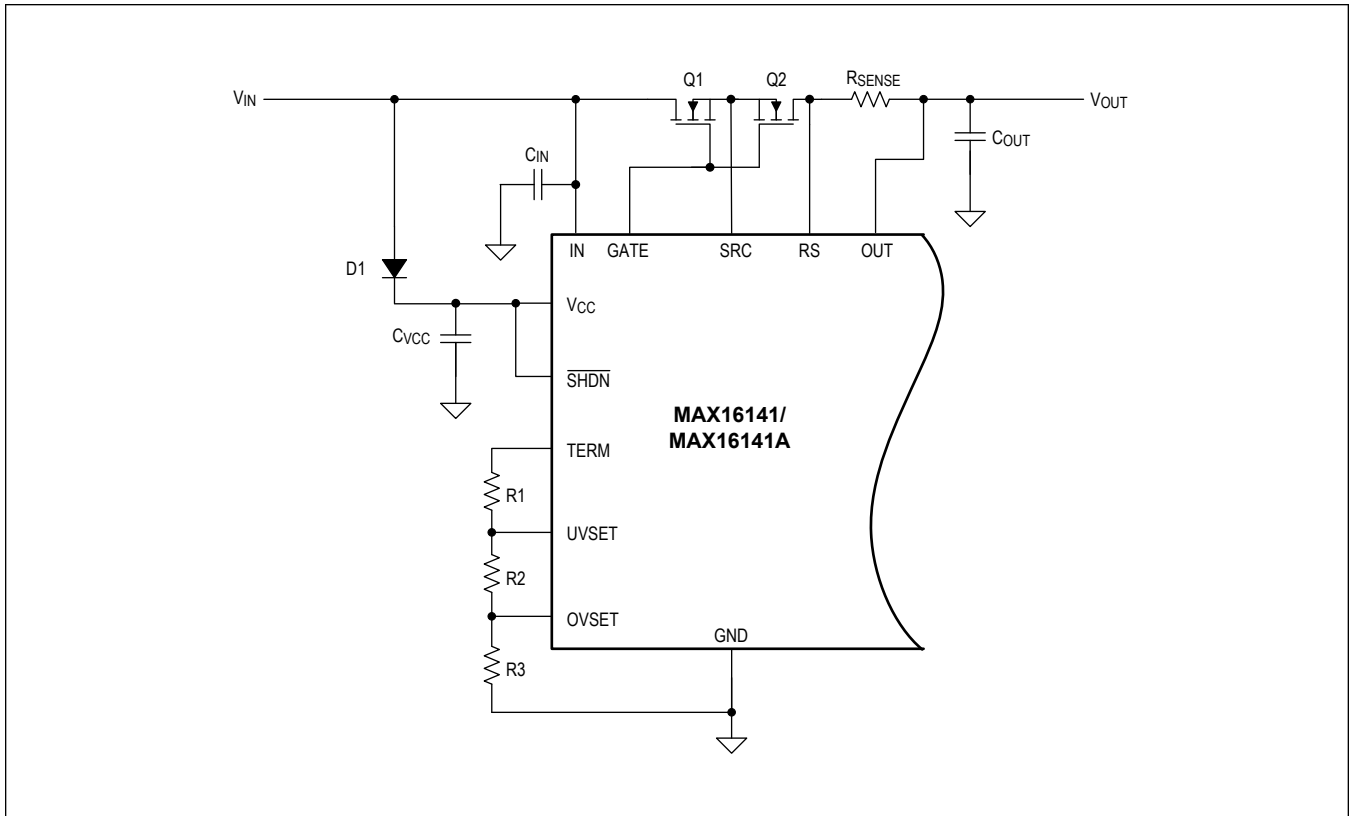 Q1
Q2
RSENSE
VIN
VOUT
CIN
COUT
IN
GATE
SRC
RS
OUT
D1
VCC
CVCC
SHDN
MAX16141/
MAX16141A
TERM
R1
UVSET
R2
OVSET
GND
R3